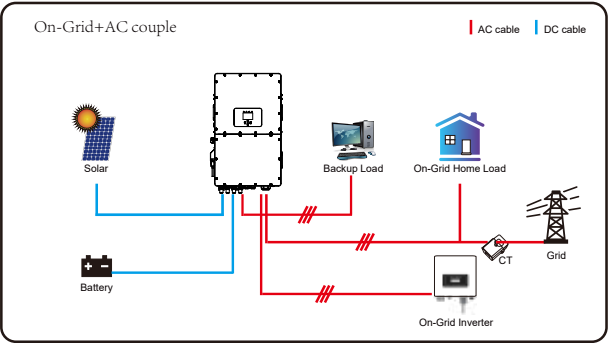 On-Grid+AC couple
AC cable
DC cable
Solar
Backup Load
On-Grid Home Load
CT
Grid
Battery
On-Grid Inverter